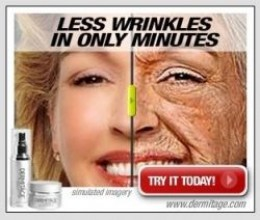 LESS WRINKLES
IN ONLY MINUTES
TRY IT TODAY!
simulated imagery
www.dermitage.com